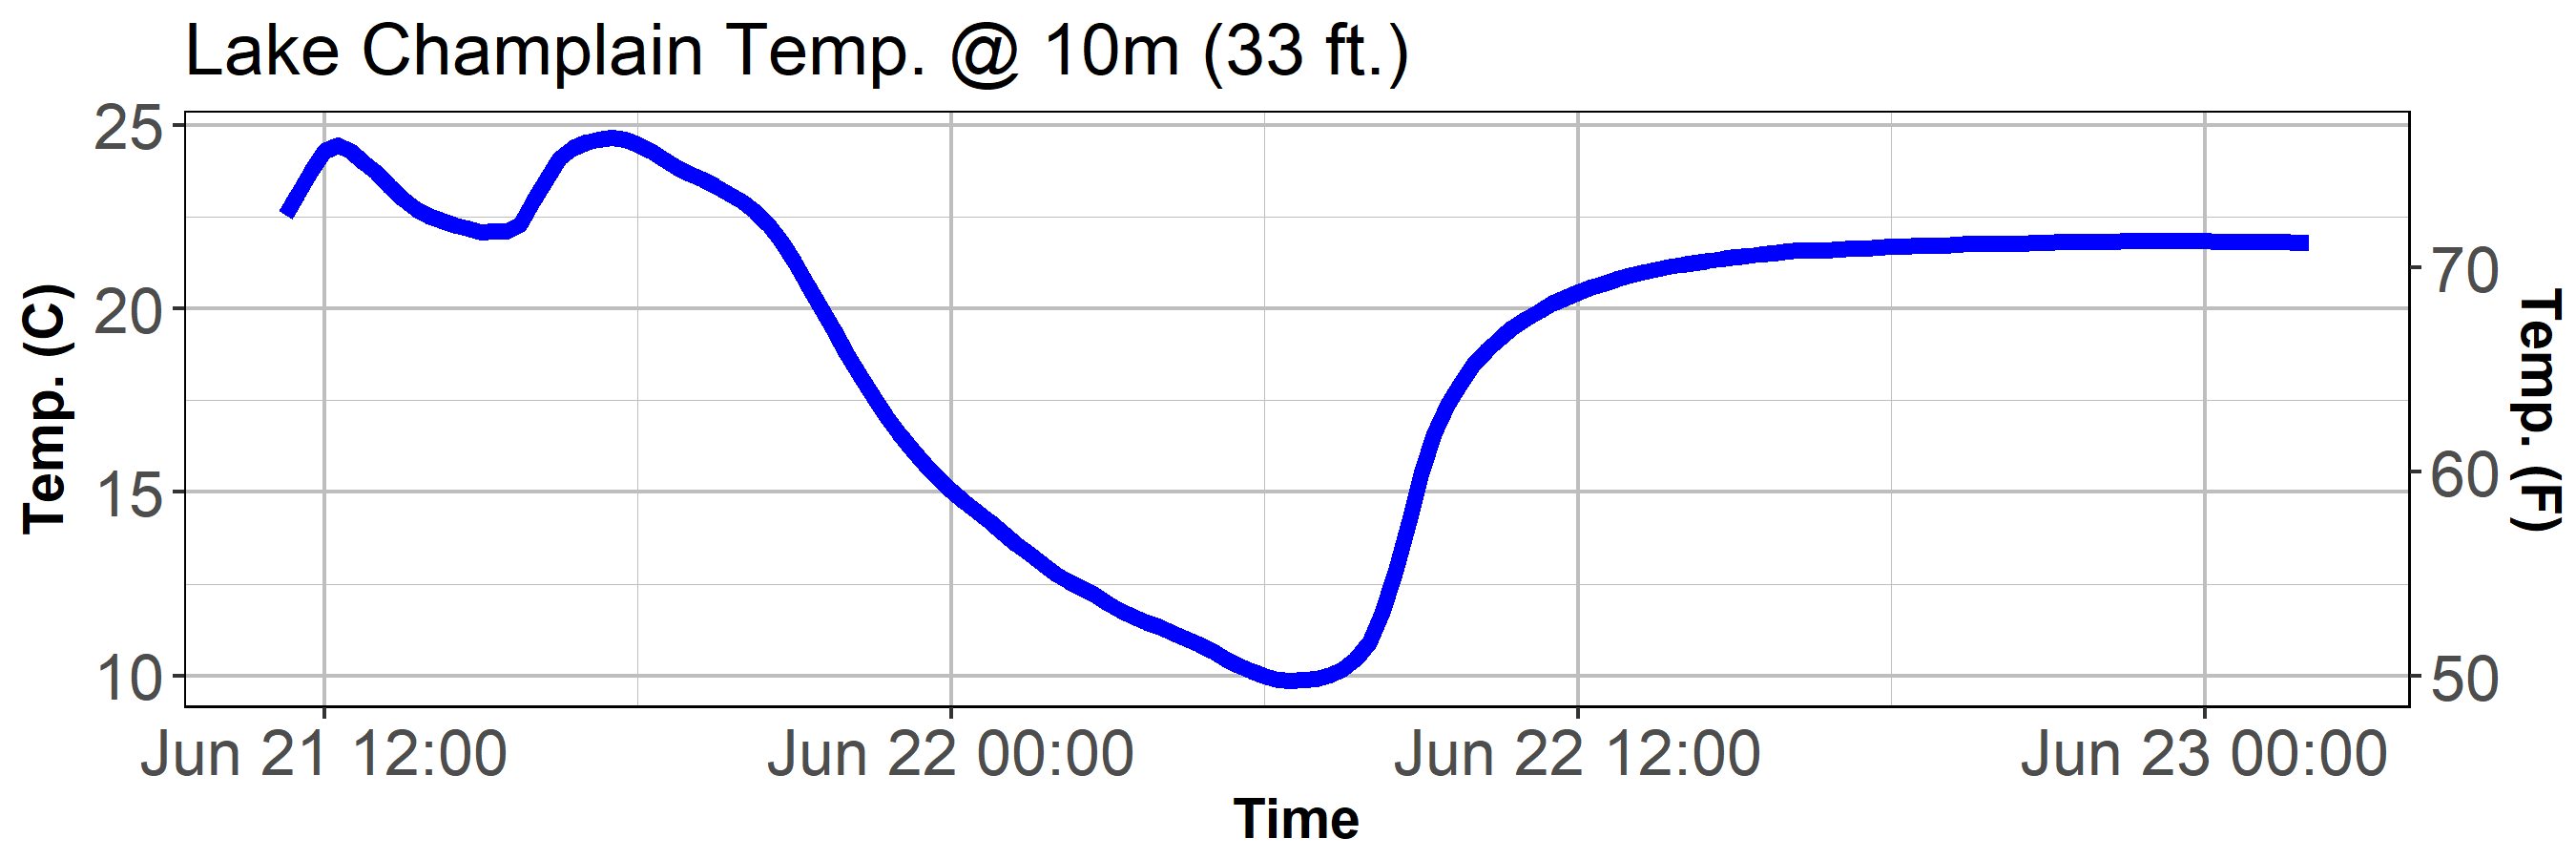 Lake Champlain Temp. @ 10m (33 ft.)
25
20
15
10
Temp. (C)
70
60
50
Temp. (F)
Jun 21 12:00 Jun 22 00:00 Jun 22 12:00 Jun 23 00:00
Time